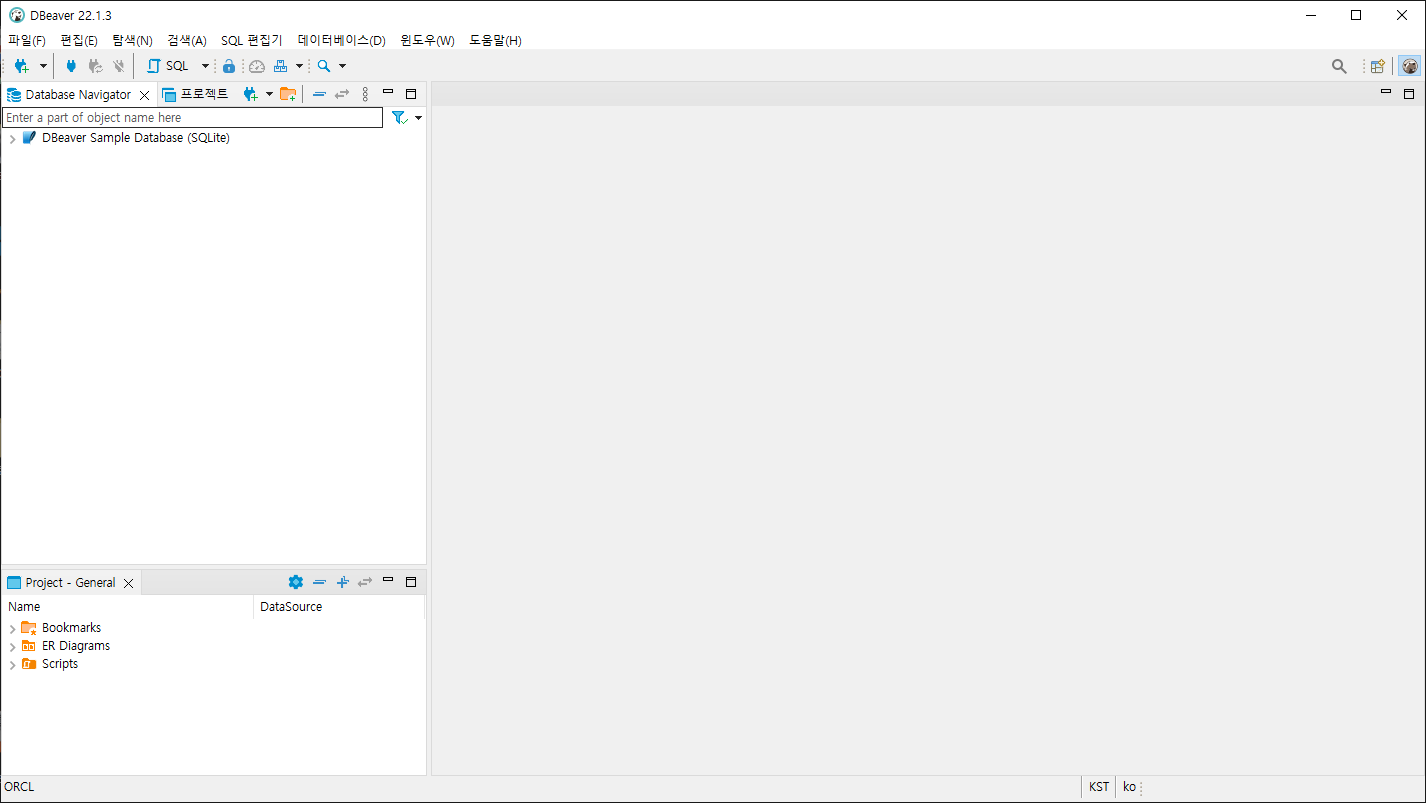 DBeaver 22.1.3
파일(F) 편집(E) 탐색(N) 검색(A) SQL 편집기 데이터베이스(D) 윈도우(W) 도움말(H)
SQL
Database Navigator 프로젝트
Enter a part of object name here
DBeaver Sample Database (SQLite)
Project - General
Name DataSource
Bookmarks
ER Diagrams
Scripts
ORCL KST ko